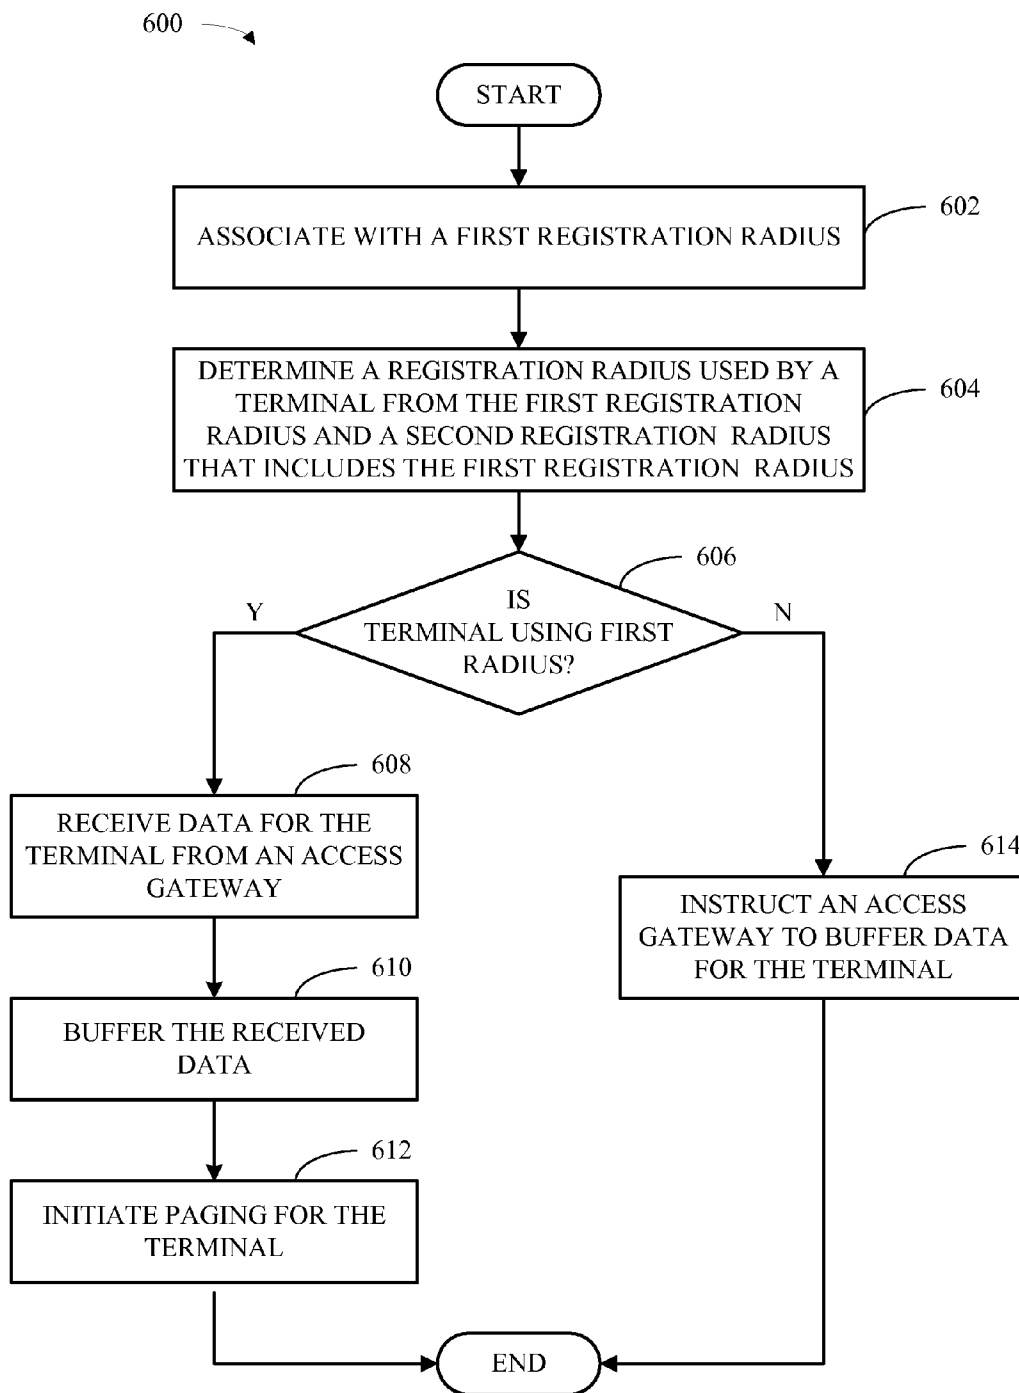 600
START
602
ASSOCIATE WITH A FIRST REGISTRATION RADIUS
604
DETERMINE A REGISTRATION RADIUS USED BY A
TERMINAL FROM THE FIRST REGISTRATION
RADIUS AND A SECOND REGISTRATION RADIUS
THAT INCLUDES THE FIRST REGISTRATION RADIUS
606
IS
TERMINAL USING FIRST
RADIUS?
Y
N
608
RECEIVE DATA FOR THE
TERMINAL FROM AN ACCESS
GATEWAY
610
BUFFER THE RECEIVED
DATA
612
INITIATE PAGING FOR THE
TERMINAL
614
INSTRUCT AN ACCESS
GATEWAY TO BUFFER DATA
FOR THE TERMINAL
END